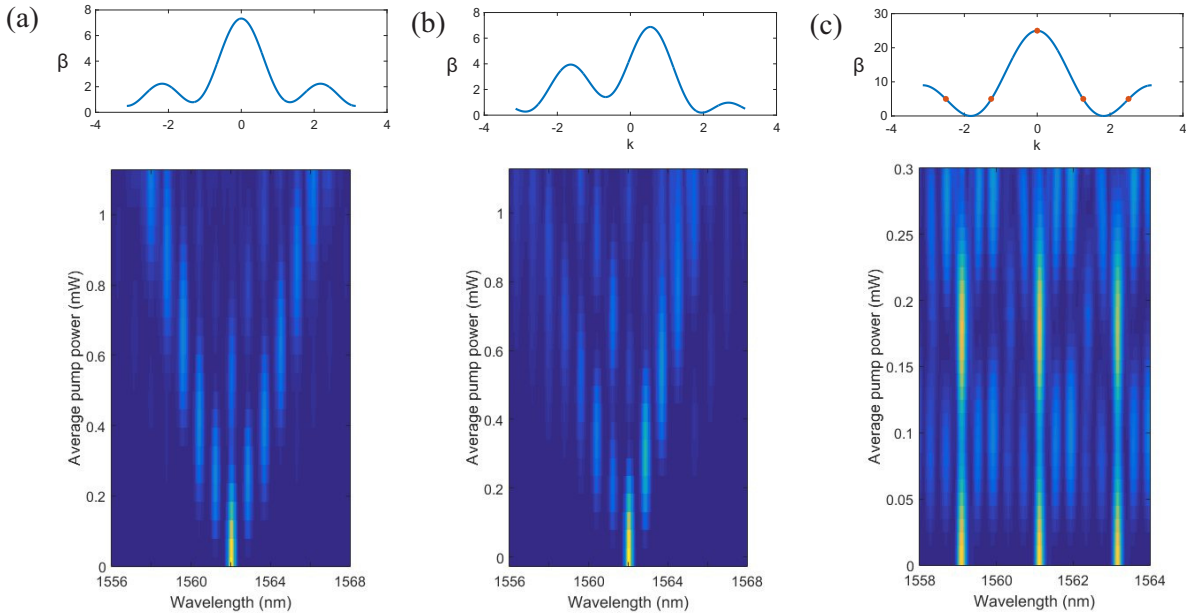 (a)
8
6
β 4
2
0
-4 -2 0 2 4
1
0.8
0.6
0.4
0.2
0
Average pump power (mW)
1556 1560 1564 1568
Wavelength (nm)
(b)
8
6
β 4
2
0
-4 -2 0 2 4
k
1
0.8
0.6
0.4
0.2
0
Average pump power (mW)
1556 1560 1564 1568
Wavelength (nm)
(c)
30
20
β
10
0
-4 -2 0 2 4
k
0.3
0.25
0.2
0.15
0.1
0.05
0
Average pump power (mW)
1558 1560 1562 1564
Wavelength (nm)